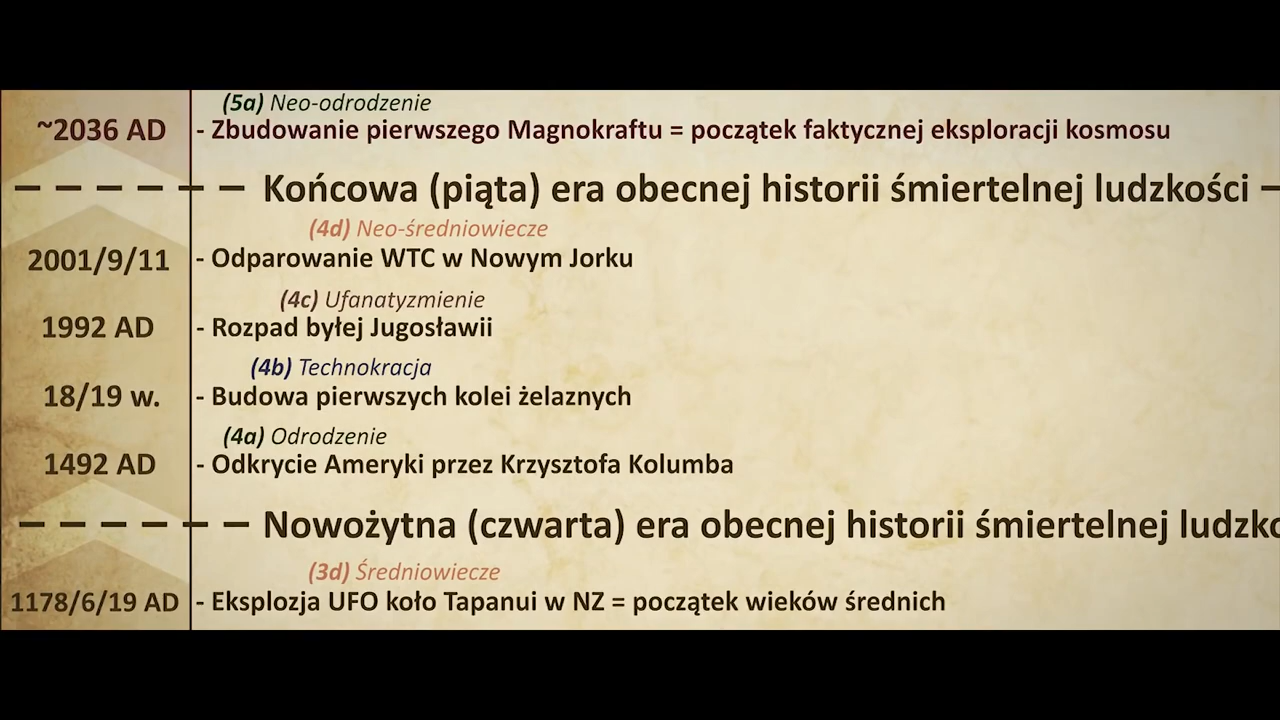 (5a) Neo-odrodzenie
~2036 AD - Zbudowanie pierwszego Magnokraftu = początek faktycznej eksploracji kosmosu
Końcowa (piąta) era obecnej historii śmiertelnej ludzkości
(4d) Neo-średniowiecze
2001/9/11 - Odparowanie WTC w Nowym Jorku
(4c) Ufanatyzmienie
1992 AD - Rozpad byłej Jugosławii
(4b) Technokracja
18/19 w. - Budowa pierwszych kolei żelaznych
(4a) Odrodzenie
1492 AD - Odkrycie Ameryki przez Krzysztofa Kolumba
Nowożytna (czwarta) era obecnej historii śmiertelnej ludzko
(3d) Średniowiecze
1178/6/19 AD - Eksplozja UFO koło Tapanui w NZ = początek wieków średnich